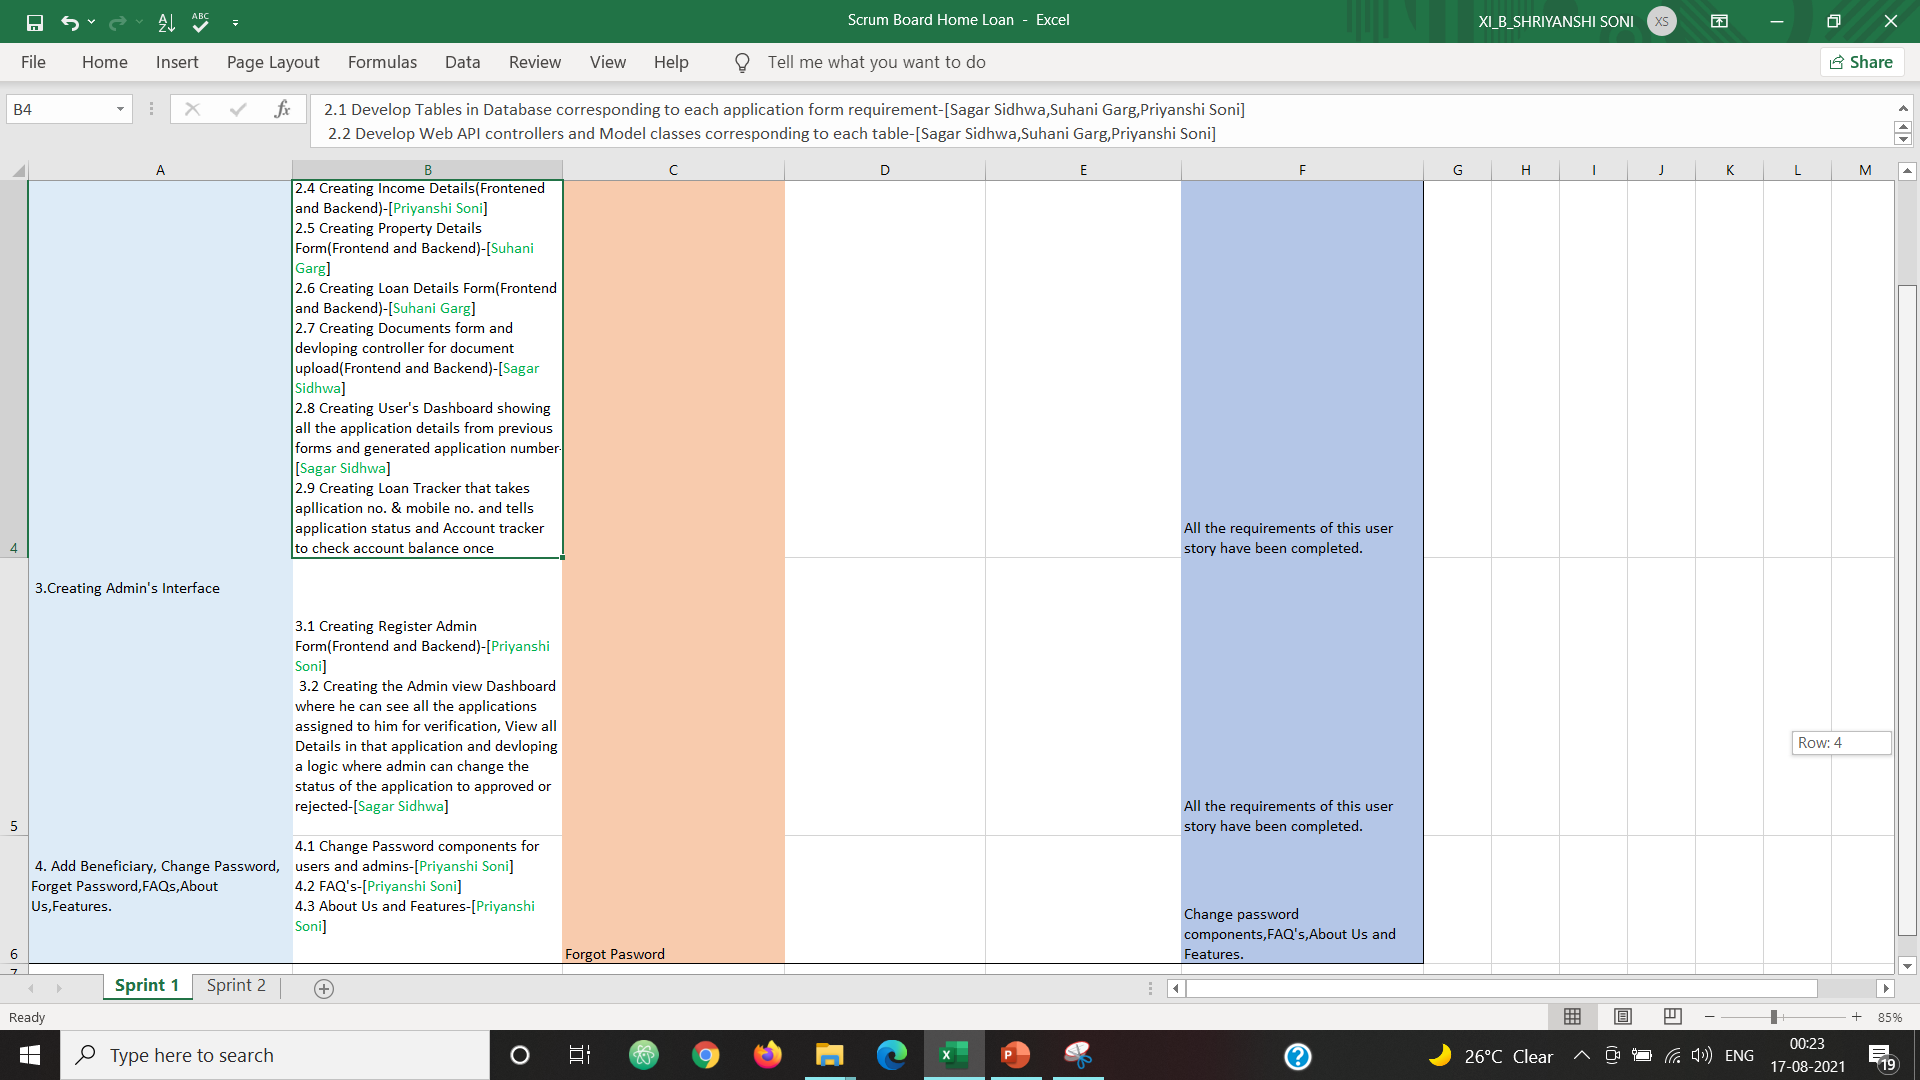 Scrum Board Home Loan - Excel
XI_B_SHRIYANSHI SONI
XS
File Home Insert Page Layout Formulas Data Review View Help Tell me what you want to do
Share
B4
fx
2.1 Develop Tables in Database corresponding to each application form requirement-[Sagar Sidhwa,Suhani Garg,Priyanshi Soni]
2.2 Develop Web API controllers and Model classes corresponding to each table-[Sagar Sidhwa,Suhani Garg,Priyanshi Soni]
A B C D E F G H I J K L M
2.4 Creating Income Details(Frontened
and Backend)-[Priyanshi Soni]
2.5 Creating Property Details
Form(Frontend and Backend)-[Suhani
Garg]
2.6 Creating Loan Details Form(Frontend
and Backend)-[Suhani Garg]
2.7 Creating Documents form and
devloping controller for document
upload(Frontend and Backend)-[Sagar
Sidhwa]
2.8 Creating User's Dashboard showing
all the application details from previous
forms and generated application number-
[Sagar Sidhwa]
2.9 Creating Loan Tracker that takes
apllication no. & mobile no. and tells
application status and Account tracker
to check account balance once
All the requirements of this user
story have been completed.
4
3.Creating Admin's Interface
3.1 Creating Register Admin
Form(Frontend and Backend)-[Priyanshi
Soni]
3.2 Creating the Admin view Dashboard
where he can see all the applications
assigned to him for verification, View all
Details in that application and devloping
a logic where admin can change the
status of the application to approved or
rejected-[Sagar Sidhwa]
All the requirements of this user
story have been completed.
Row: 4
5
4. Add Beneficiary, Change Password,
Forget Password,FAQs,About
Us,Features.
4.1 Change Password components for
users and admins-[Priyanshi Soni]
4.2 FAQ's-[Priyanshi Soni]
4.3 About Us and Features-[Priyanshi
Soni]
Forgot Pasword
Change password
components,FAQ's,About Us and
Features.
6
7
Sprint 1 Sprint 2
Ready
85%
Type here to search
26°C Clear
ENG
00:23
17-08-2021
19